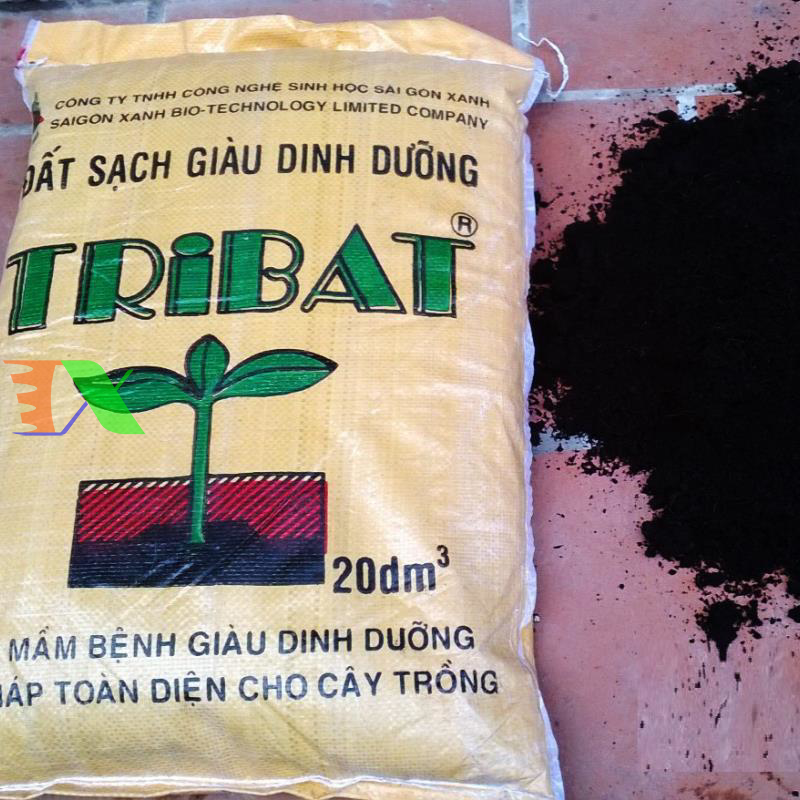 CÔNG TY TNHH CÔNG NGHỆ SINH HỌC SÀI GÒN XANH
SAIGON XANH BIO-TECHNOLOGY LIMITED COMPANY
ĐẤT SẠCH GIÀU DINH DƯỠNG
TRiBAT®
20dm³
MẦM BỆNH GIÀU DINH DƯỠNG
TOÀN DIỆN CHO CÂY TRỒNG